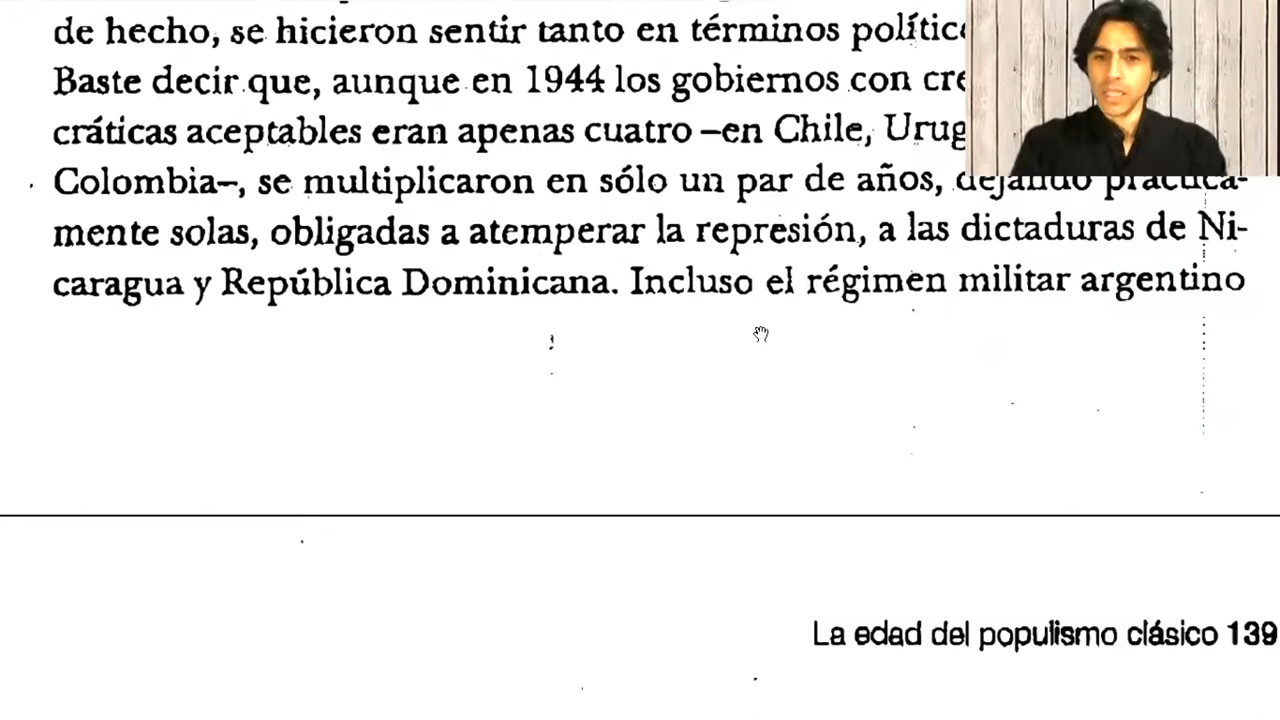 de hecho, se hicieron sentir tanto en términos
Baste decir que, aunque en 1944 los gobiernos con
cráticas aceptables eran apenas cuatro –en Chile,
Colombia–, se multiplicaron en sólo un par de años, dejando práctica-
mente solas, obligadas a atemperar la represión, a las dictaduras de Ni-
caragua y República Dominicana. Incluso el régimen militar argentino
La edad del populismo clásico 139